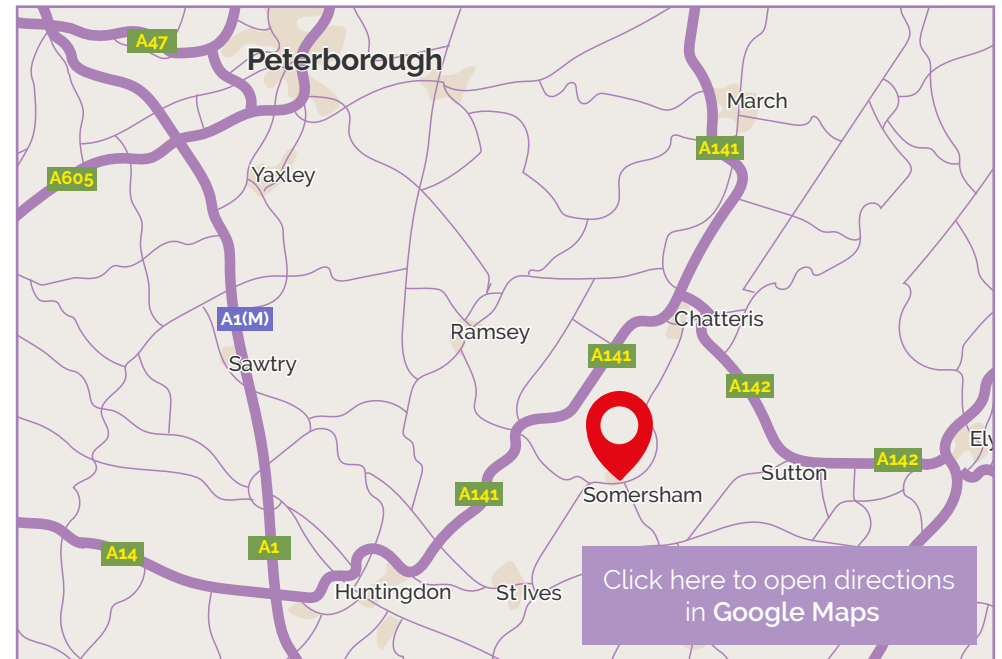 A47
Peterborough
March
A141
Yaxley
A605
A1(M)
Chatteris
Ramsey
A141
Sawtry
A142
Ely
A142
Sutton
A141
Somersham
A1
A14
Click here to open directions
in Google Maps
Huntingdon
St Ives